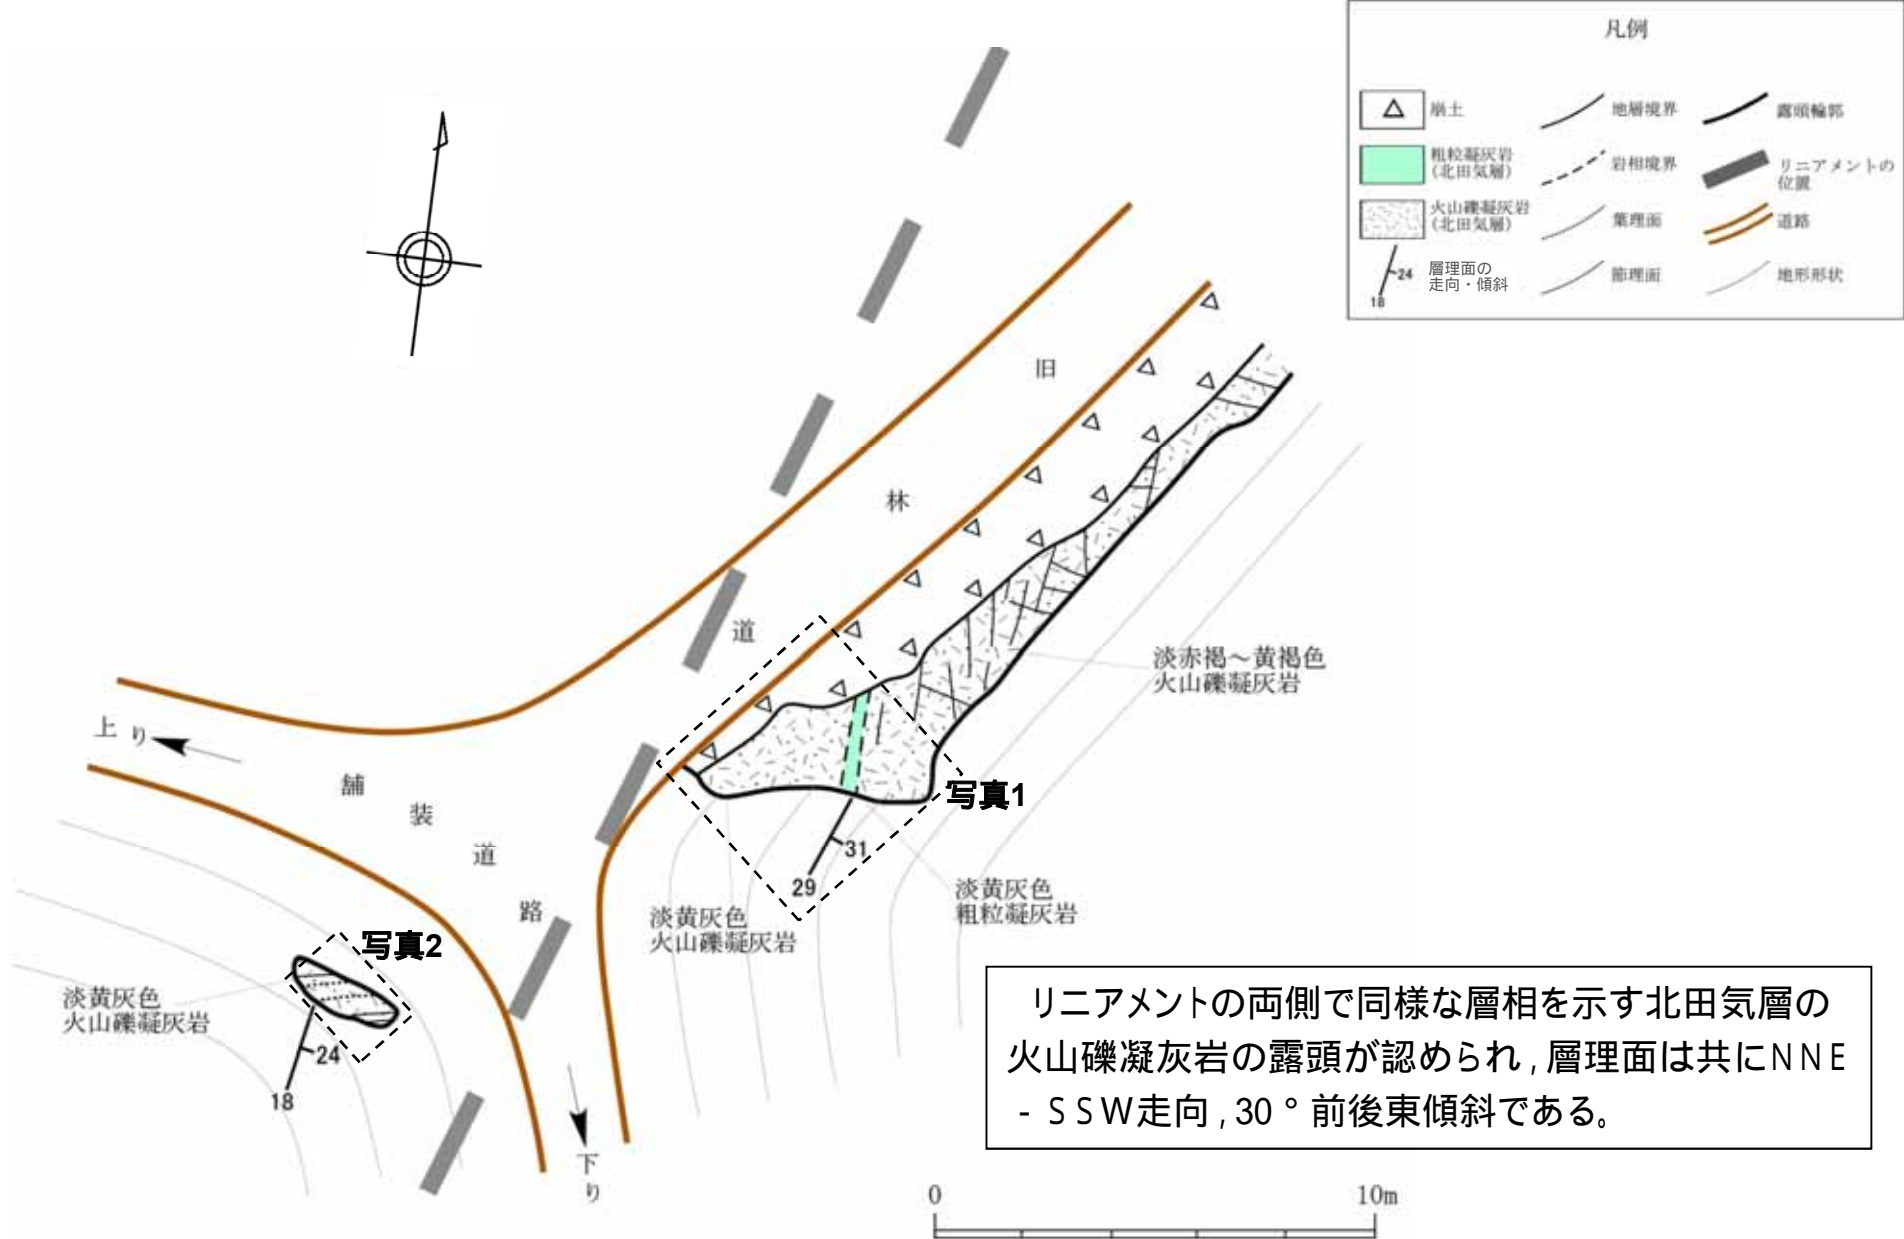 凡例
崩土
粗粒凝灰岩
(北田気層)
火山礫凝灰岩
(北田気層)
24
18
層理面の
走向・傾斜
地層境界
岩相境界
葉理面
節理面
露頭輪郭
リニアメントの
位置
道路
地形形状
旧
林
道
上り
舗
装
道
路
下
り
淡赤褐〜黄褐色
火山礫凝灰岩
写真1
31
29
淡黄灰色
粗粒凝灰岩
淡黄灰色
火山礫凝灰岩
写真2
淡黄灰色
火山礫凝灰岩
24
18
リニアメントの両側で同様な層相を示す北田気層の
火山礫凝灰岩の露頭が認められ,層理面は共にNNE
-SSW走向,30°前後東傾斜である。
0
10m